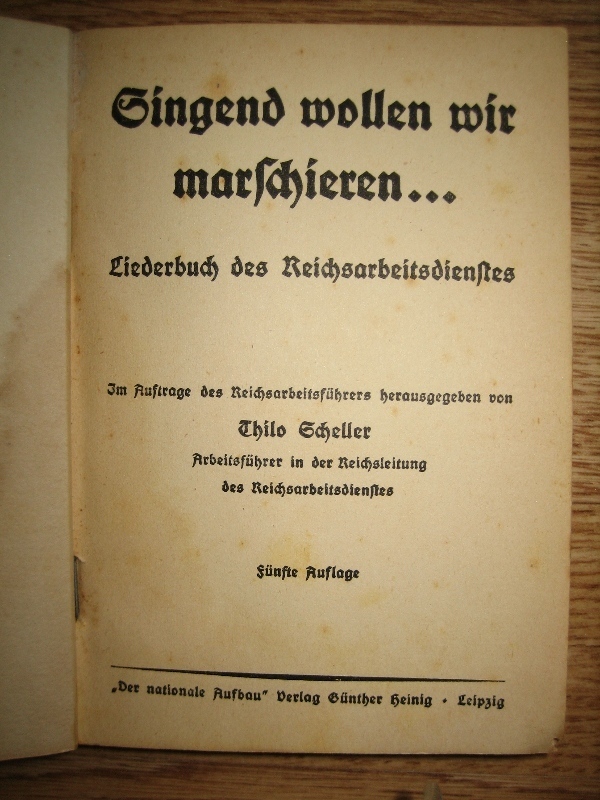 Singend wollen wir
marschieren...
Liederbuch des Reichsarbeitsdienstes
Im Auftrage des Reichsarbeitsführers herausgegeben von
Thilo Scheller
Arbeitsführer in der Reichsleitung
des Reichsarbeitsdienstes
Fünfte Auflage
„Der nationale Aufbau“ Verlag Günther Heinig • Leipzig